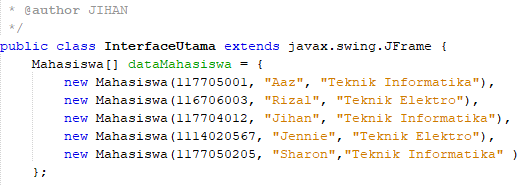 * @author JIHAN
*/
public class InterfaceUtama extends javax.swing.JFrame {
Mahasiswa[] dataMahasiswa = {
new Mahasiswa(117705001, "Aaz", "Teknik Informatika"),
new Mahasiswa(116706003, "Rizal", "Teknik Elektro"),
new Mahasiswa(117704012, "Jihan", "Teknik Informatika"),
new Mahasiswa(1114020567, "Jennie", "Teknik Elektro"),
new Mahasiswa(1177050205, "Sharon","Teknik Informatika" )
};